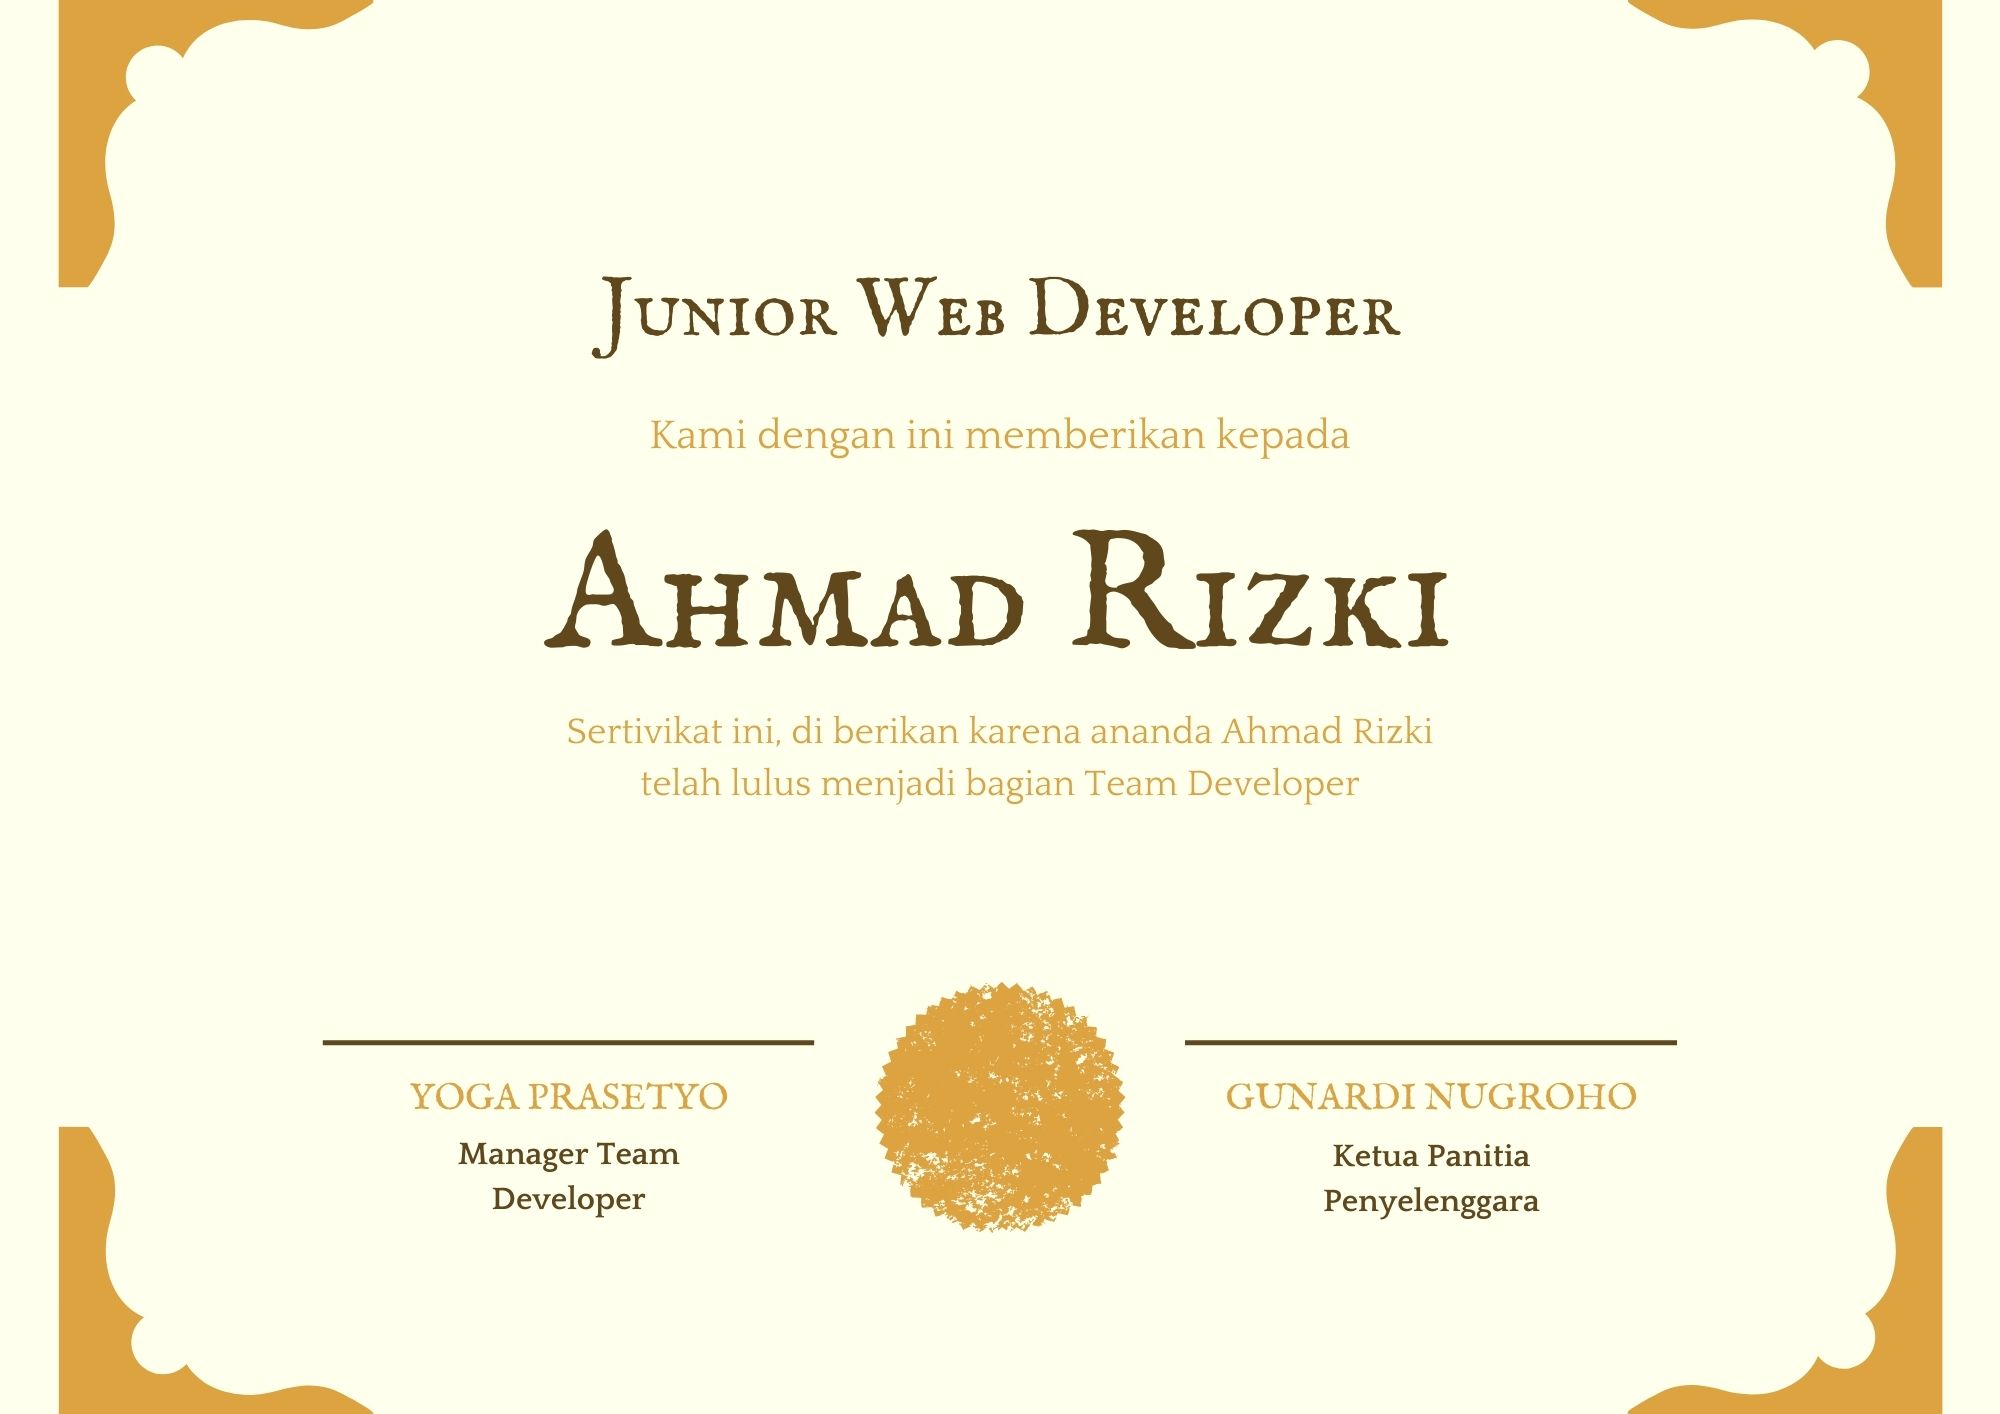 Junior Web Developer
Kami dengan ini memberikan kepada
Ahmad Rizki
Sertivikat ini, di berikan karena ananda Ahmad Rizki
telah lulus menjadi bagian Team Developer
YOGA PRASETYO
Manager Team
Developer
GUNARDI NUGROHO
Ketua Panitia
Penyelenggara